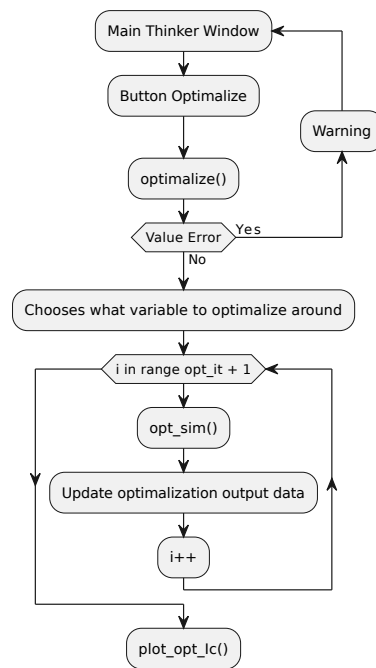 Main Thinker Window
Button Optimalize
Warning
optimalize()
Value Error
Yes
No
Chooses what variable to optimalize around
i in range opt_it + 1
opt_sim()
Update optimalization output data
i++
plot_opt_lc()